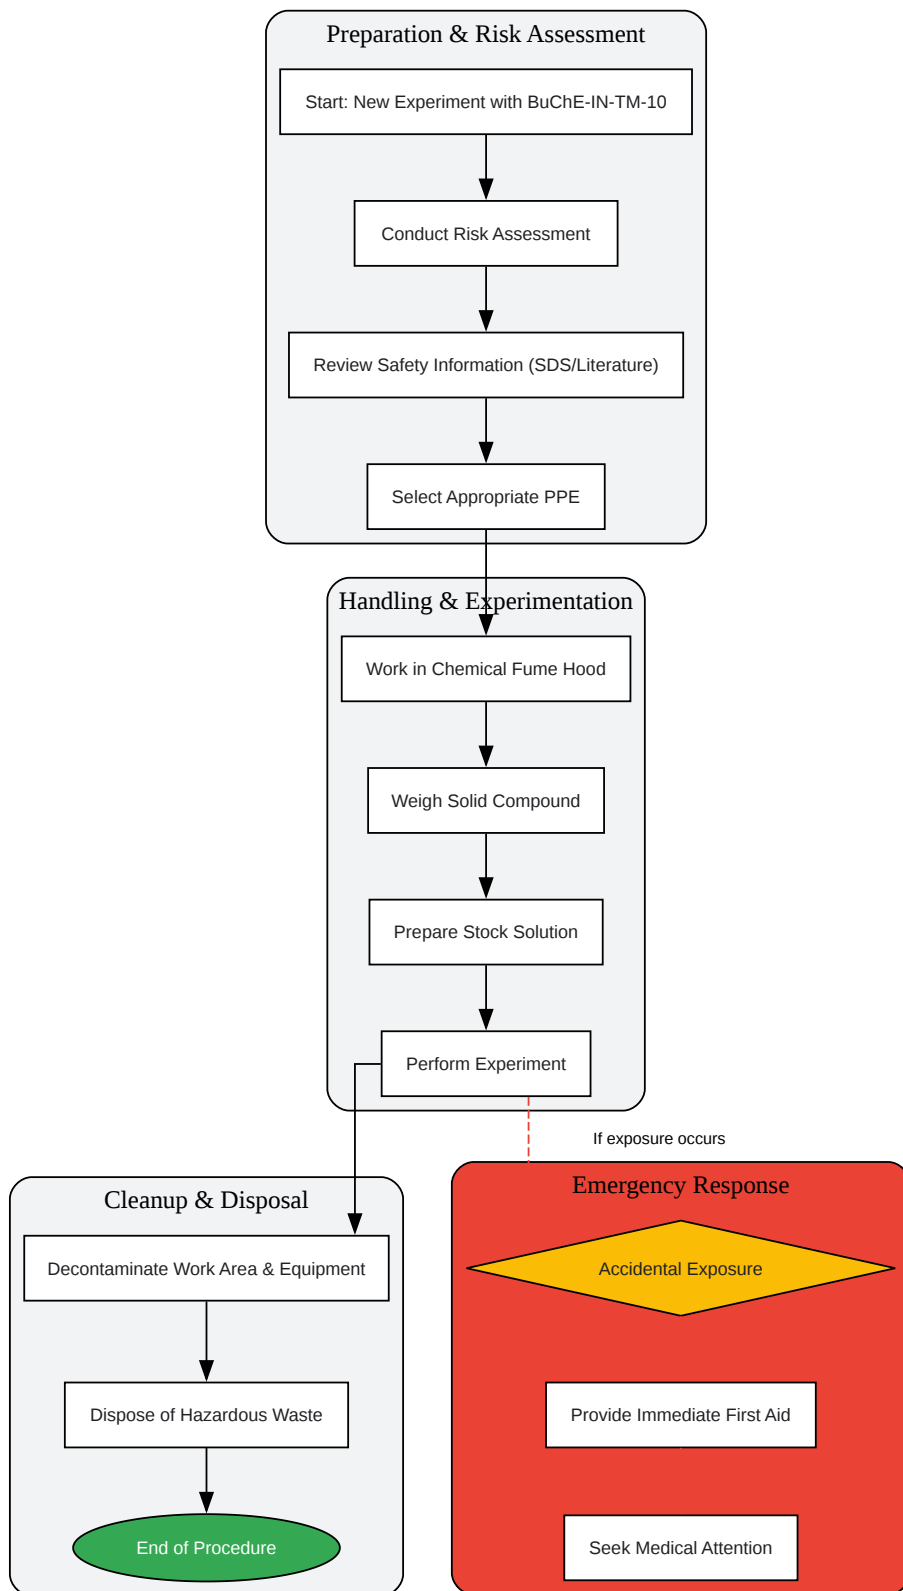 Preparation & Risk Assessment
Start: New Experiment with BuChE-IN-TM-10
Conduct Risk Assessment
Review Safety Information (SDS/Literature)
Select Appropriate PPE
Handling & Experimentation
Work in Chemical Fume Hood
Weigh Solid Compound
Prepare Stock Solution
Perform Experiment
If exposure occurs
Cleanup & Disposal
Decontaminate Work Area & Equipment
Dispose of Hazardous Waste
End of Procedure
Emergency Response
Accidental Exposure
Provide Immediate First Aid
Seek Medical Attention